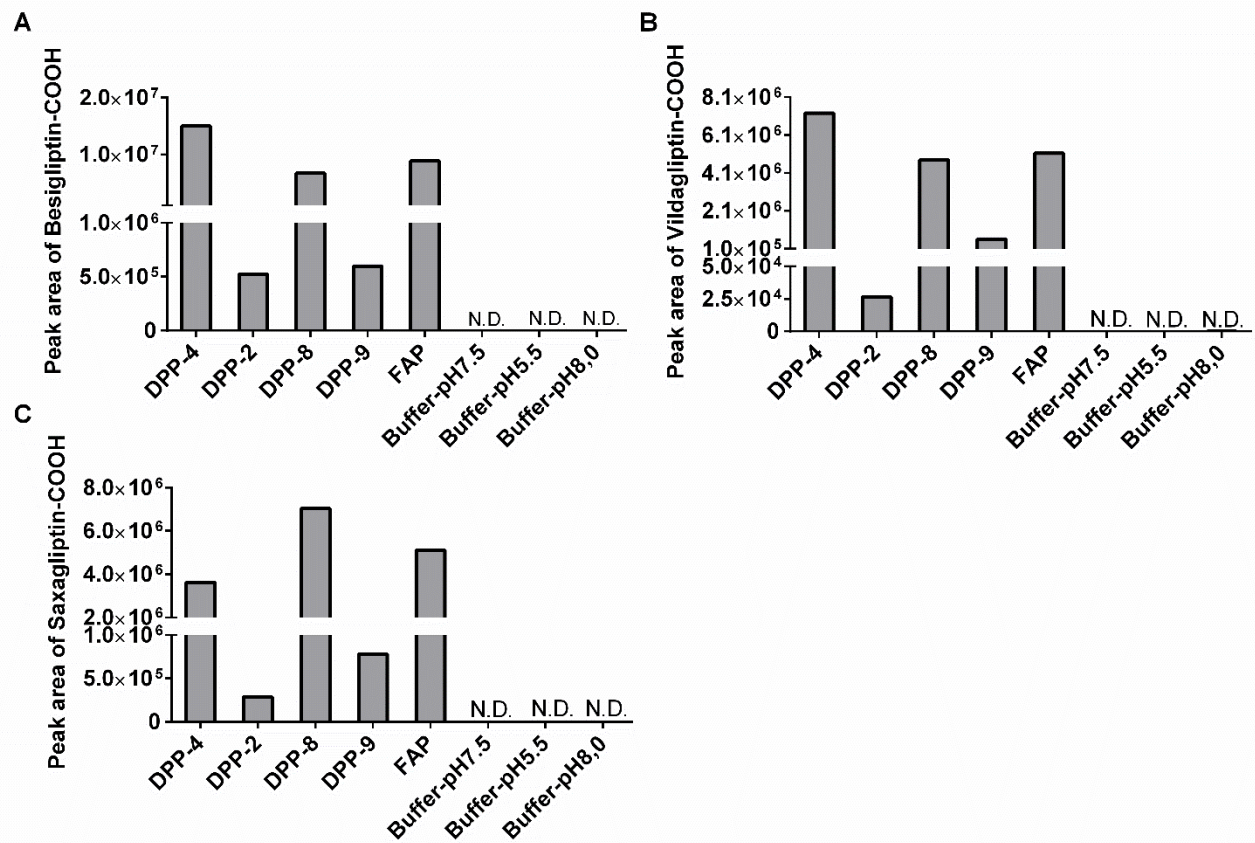 A
Peak area of Besigliptin-COOH
2.0×10⁷
1.0×10⁷
1.0×10⁶
5.0×10⁵
0
N.D.
N.D.
N.D.
DPP-4
DPP-2
DPP-8
DPP-9
FAP
Buffer-pH7.5
Buffer-pH5.5
Buffer-pH8,0
B
Peak area of Vildagliptin-COOH
8.1×10⁶
6.1×10⁶
4.1×10⁶
2.1×10⁶
1.0×10⁵
5.0×10⁴
2.5×10⁴
0
N.D.
N.D.
N.D.
DPP-4
DPP-2
DPP-8
DPP-9
FAP
Buffer-pH7.5
Buffer-pH5.5
Buffer-pH8,0
C
Peak area of Saxagliptin-COOH
8.0×10⁶
6.0×10⁶
4.0×10⁶
2.0×10⁶
1.0×10⁶
5.0×10⁵
0
N.D.
N.D.
N.D.
DPP-4
DPP-2
DPP-8
DPP-9
FAP
Buffer-pH7.5
Buffer-pH5.5
Buffer-pH8,0